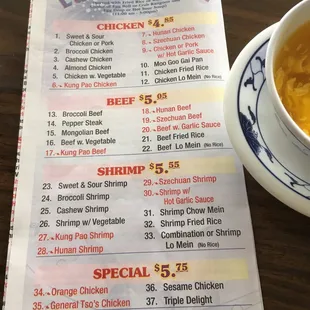 CHICKEN $4.85
1. Sweet & Sour
Chicken or Pork
2. Broccoli Chicken
3. Cashew Chicken
4. Almond Chicken
5. Chicken w. Vegetable
6. Kung Pao Chicken
7. Hunan Chicken
8. Szechuan Chicken
9. Chicken or Pork w.
Hot Garlic Sauce
10. Moo Goo Gai Pan
11. Chicken Fried Rice
12. Chicken Lo Mein (No Rice)
BEEF $5.05
13. Broccoli Beef
14. Pepper Steak
15. Mongolian Beef
16. Beef w. Vegetable
17. Kung Pao Beef
18. Hunan Beef
19. Szechuan Beef
20. Beef w. Garlic Sauce
21. Beef Fried Rice
22. Beef Lo Mein (No Rice)
SHRIMP $5.55
23. Sweet & Sour Shrimp
24. Broccoli Shrimp
25. Cashew Shrimp
26. Shrimp w/Vegetable
27. Kung Pao Shrimp
28. Hunan Shrimp
29. Szechuan Shrimp
30. Shrimp w/
Hot Garlic Sauce
31. Shrimp Chow Mein
32. Shrimp Fried Rice
33. Combination or Shrimp
Lo Mein (No Rice)
SPECIAL $5.75
34. Orange Chicken
35. General Tso's Chicken
36. Sesame Chicken
37. Triple Delight